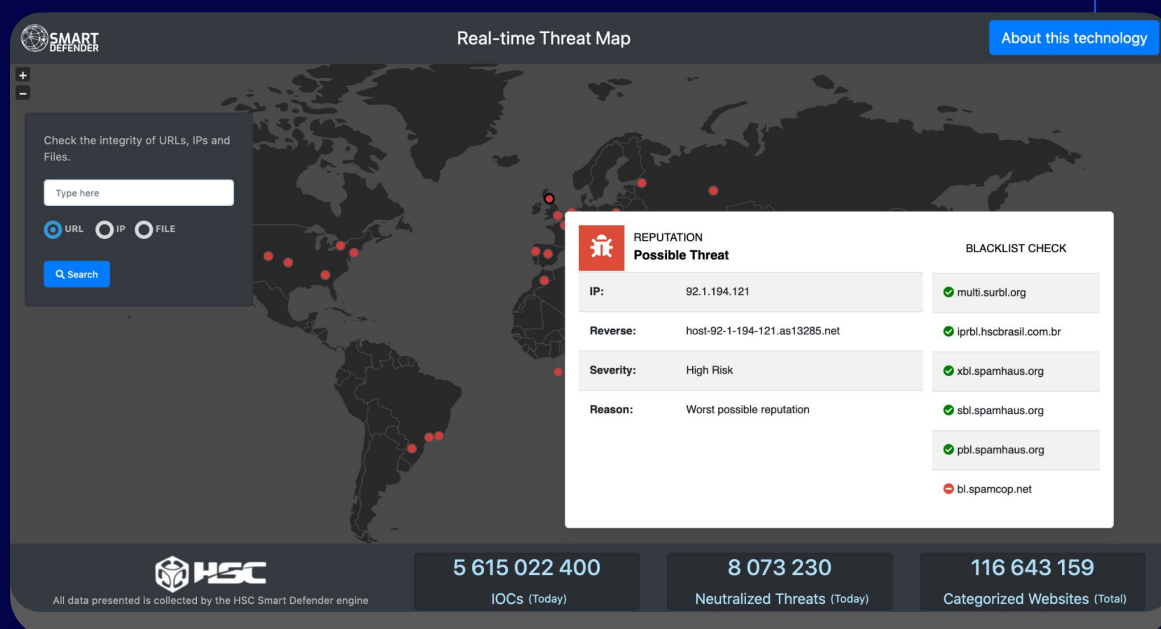 SMART
DEFENDER
Real-time Threat Map
About this technology
+
−
Check the integrity of URLs, IPs and
Files.
Type here
URL IP FILE
Search
REPUTATION
Possible Threat
IP: 92.1.194.121
Reverse: host-92-1-194-121.as13285.net
Severity: High Risk
Reason: Worst possible reputation
BLACKLIST CHECK
multi.surbl.org
iprbl.hscbrasil.com.br
xbl.spamhaus.org
sbl.spamhaus.org
pbl.spamhaus.org
bl.spamcop.net
HSC
All data presented is collected by the HSC Smart Defender engine
5 615 022 400
IOCs (Today)
8 073 230
Neutralized Threats (Today)
116 643 159
Categorized Websites (Total)